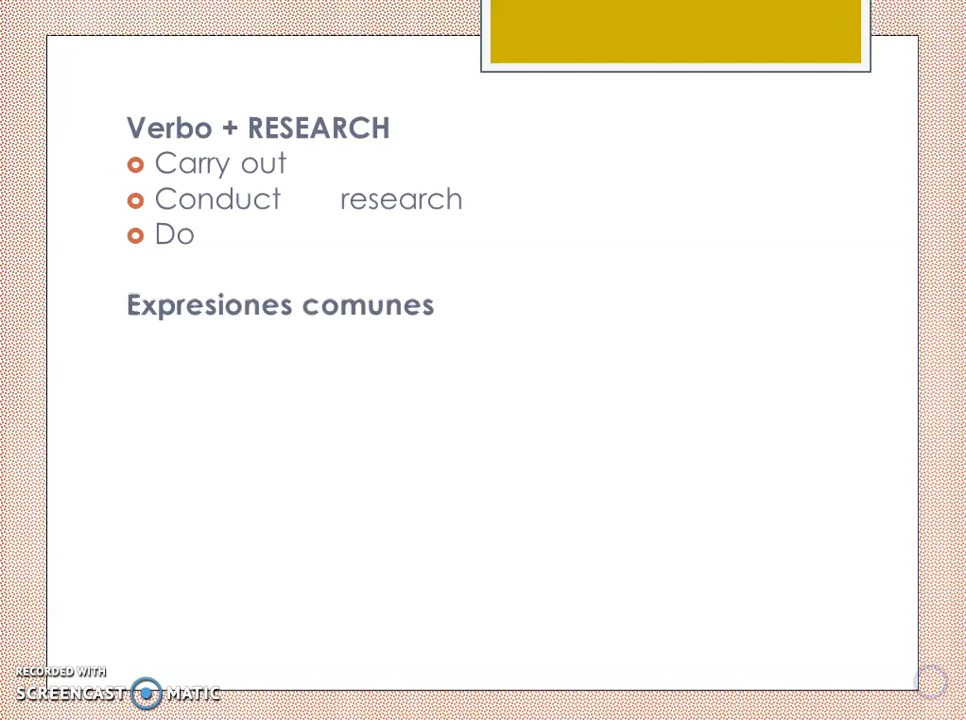 Verbo + RESEARCH
Carry out
Conduct research
Do
Expresiones comunes
RECORDED WITH
SCREENCAST MATIC